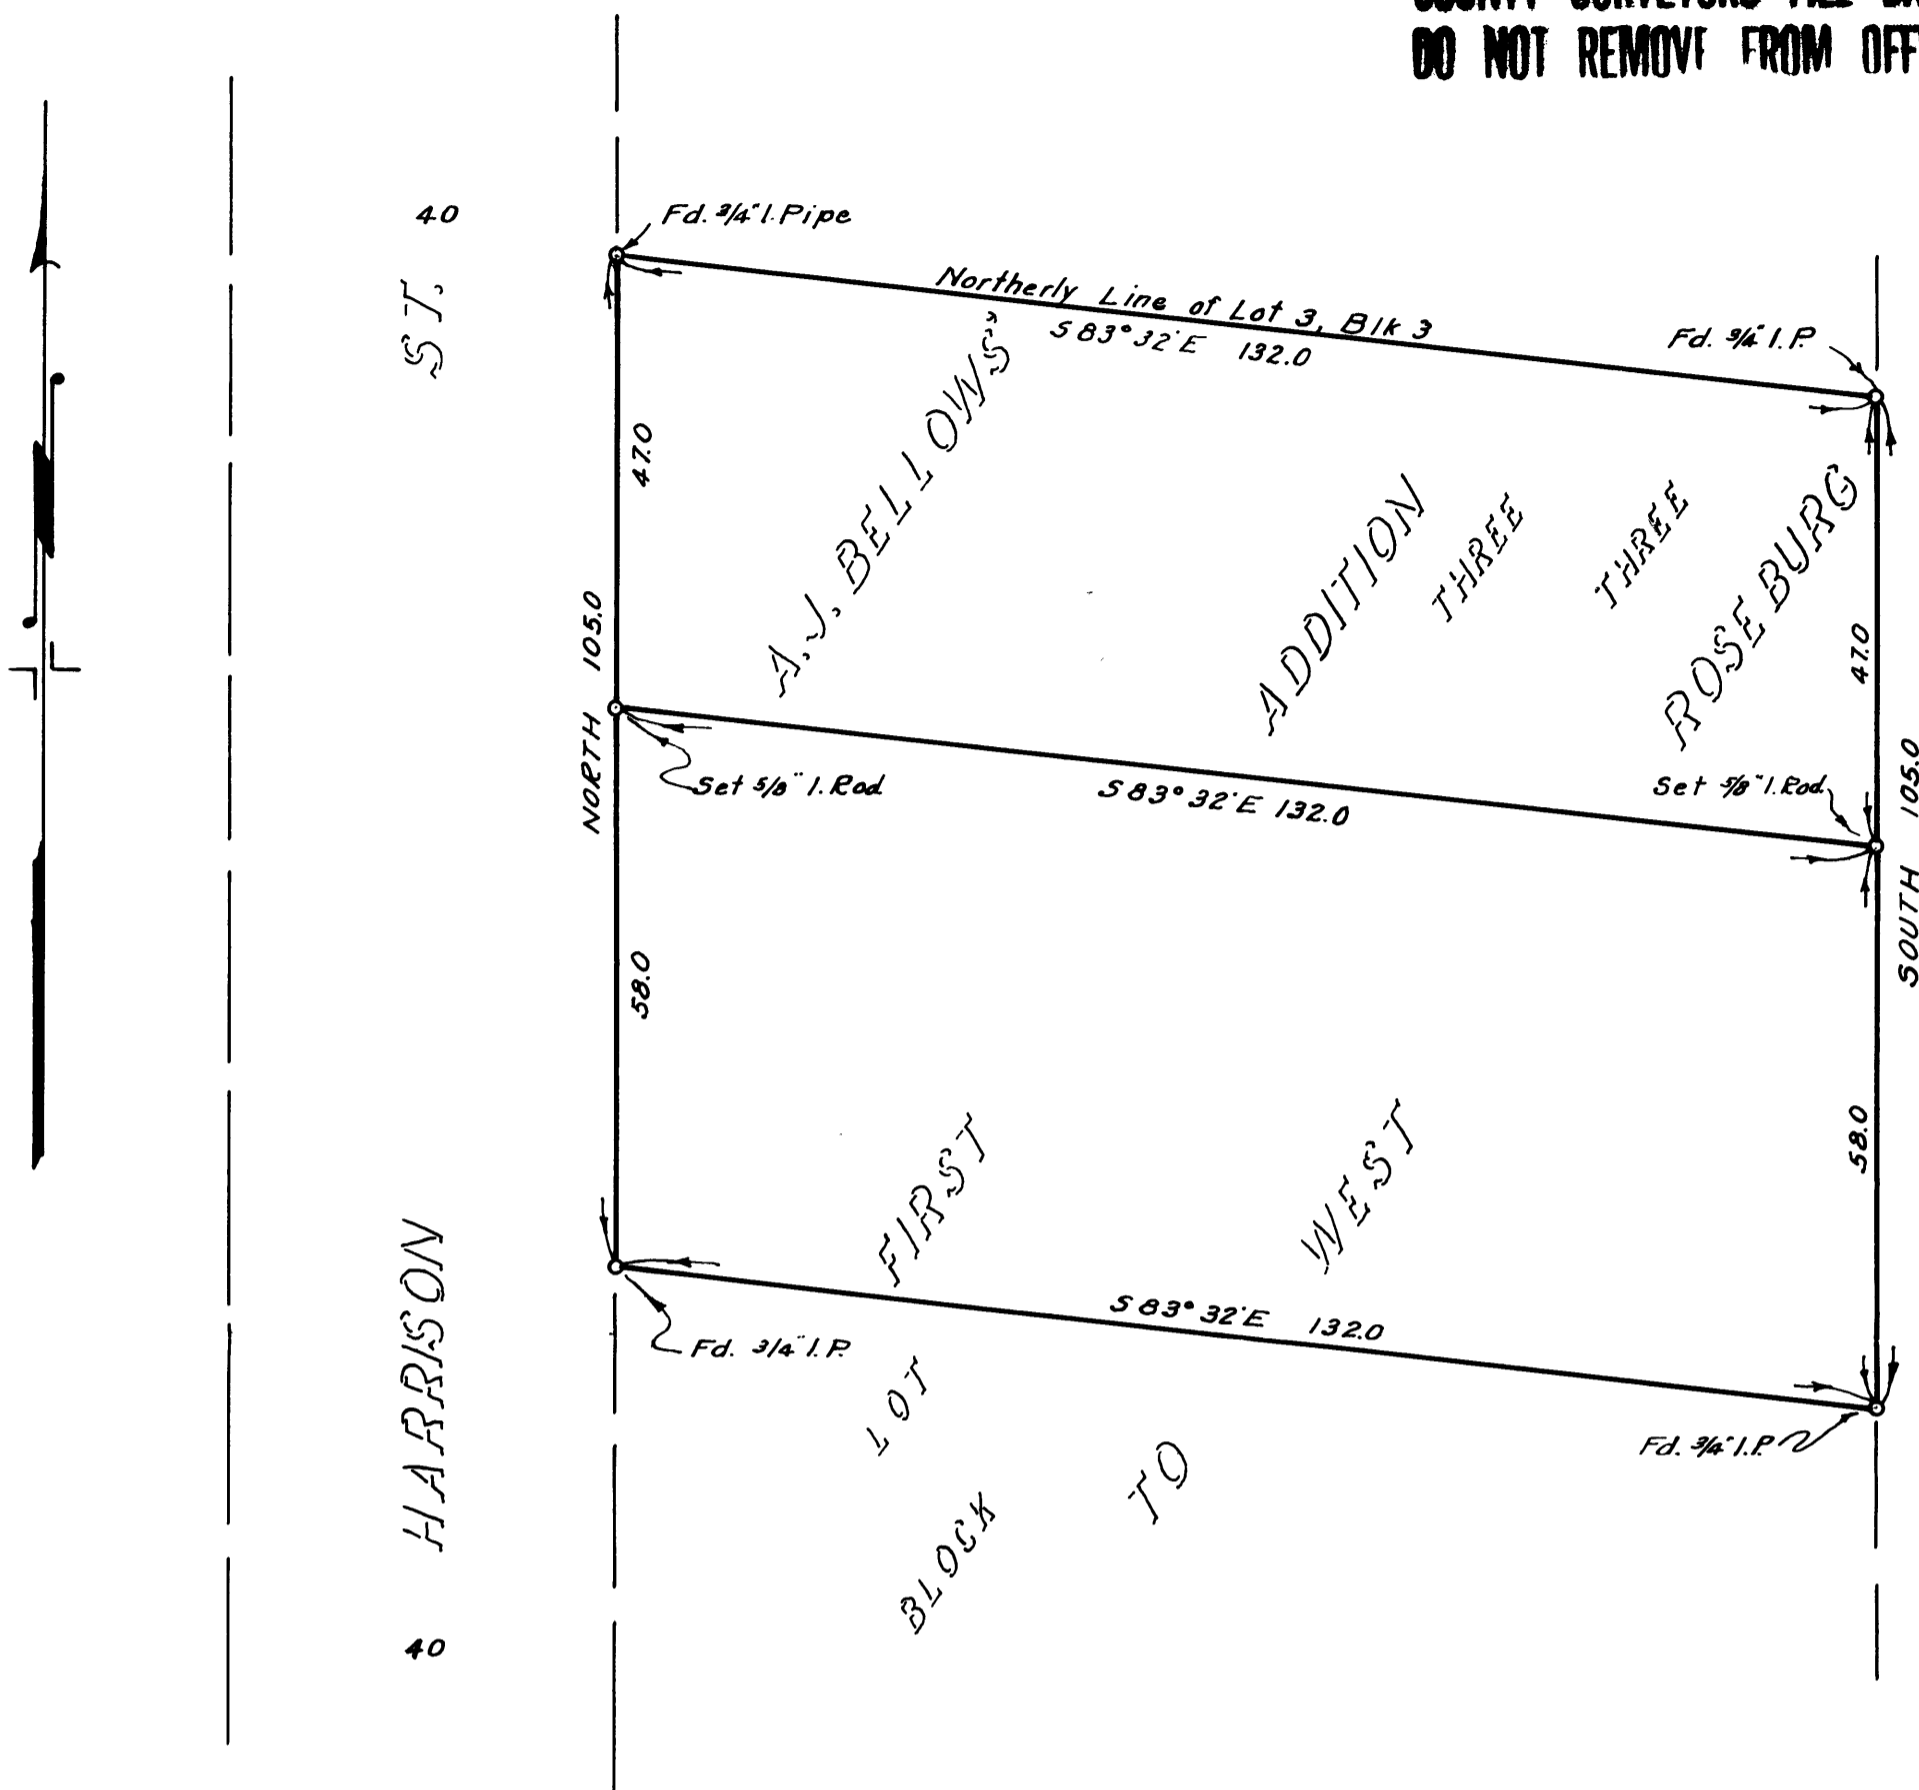 DO NOT REMOVE FROM
40
ST.
Fd. 3/4" I. Pipe
Northerly Line of Lot 3, Blk 3
S 83° 32' E 132.0
Fd. 3/4" I.P.
47.0
A.J. BELLOWS'
ADDITION
THREE
THREE
ROSEBURG
47.0
NORTH 105.0
Set 5/8" I. Rod
S 83° 32' E 132.0
Set 5/8" I. Rod
SOUTH 105.0
58.0
58.0
FIRST
WEST
S 83° 32' E 132.0
Fd. 3/4" I.P.
Fd. 3/4" I.P.
HARRISON
LOT
TO
BLOCK
40